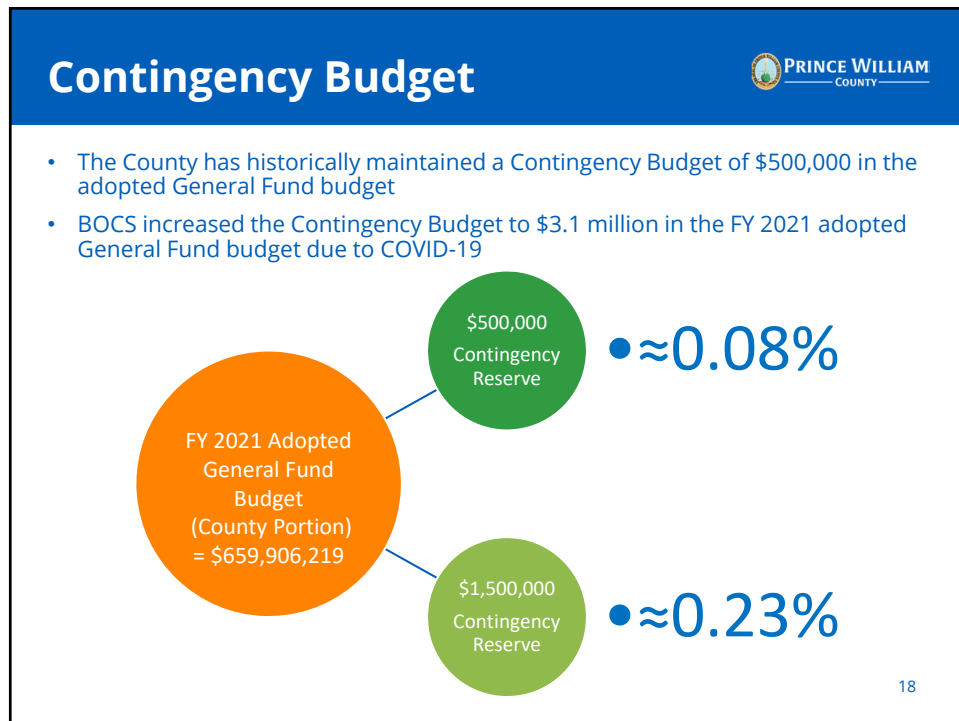 Contingency Budget
PRINCE WILLIAM
COUNTY
• The County has historically maintained a Contingency Budget of $500,000 in the
adopted General Fund budget
• BOCS increased the Contingency Budget to $3.1 million in the FY 2021 adopted
General Fund budget due to COVID-19
FY 2021 Adopted
General Fund
Budget
(County Portion)
= $659,906,219
$500,000
Contingency
Reserve
•≈0.08%
$1,500,000
Contingency
Reserve
•≈0.23%
18